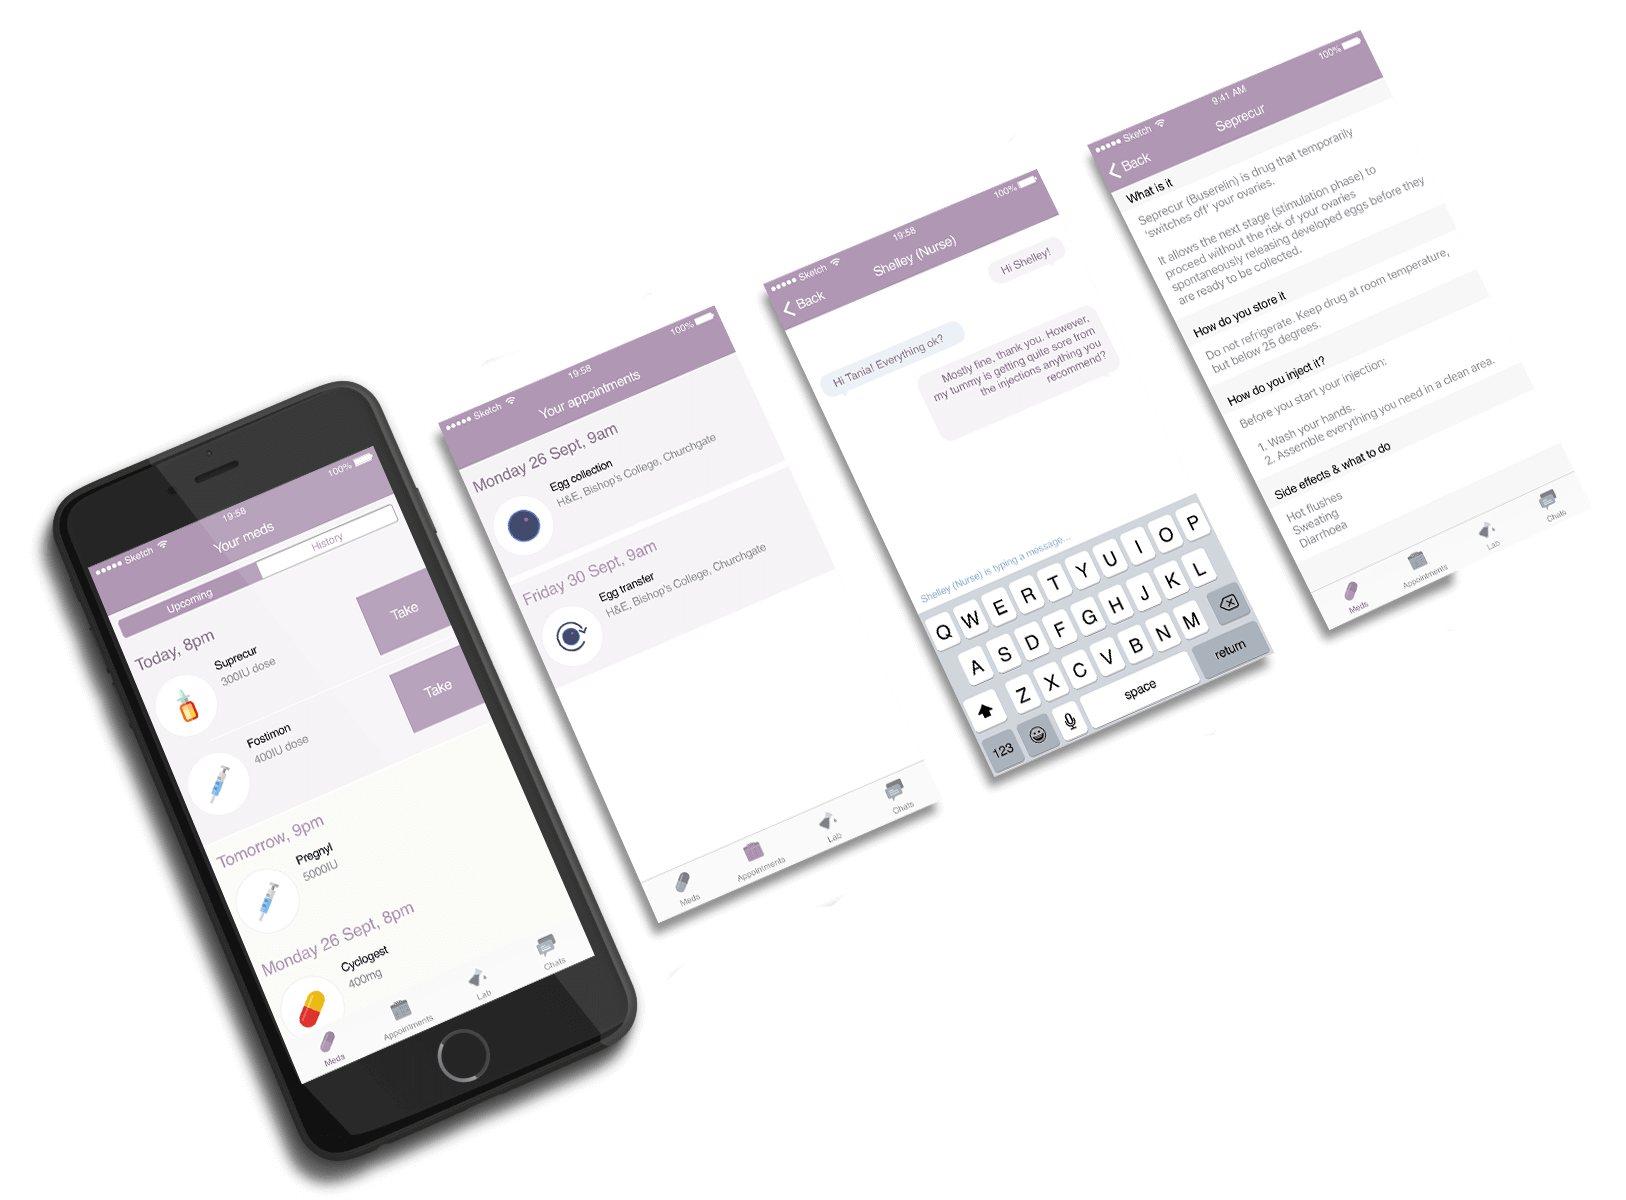 Sketch
19:58
100%
Your meds
Upcoming
History
Today, 8pm
Suprecur
300IU dose
Take
Fostimon
400IU dose
Take
Tomorrow, 9pm
Pregnyl
5000IU
Monday 26 Sept, 8pm
Cyclogest
400mg
Meds
Appointments
Lab
Chats
Sketch
19:58
100%
Your appointments
Monday 26 Sept, 9am
Egg collection
H&E, Bishop's College, Churchgate
Friday 30 Sept, 9am
Egg transfer
H&E, Bishop's College, Churchgate
Meds
Appointments
Lab
Chats
Sketch
19:58
100%
Back
Shelley (Nurse)
Hi Shelley!
Hi Tania! Everything ok?
Mostly fine, thank you. However,
my tummy is getting quite sore from
the injections anything you
recommend?
Shelley (Nurse) is typing a message...
Q W E R T Y U I O P
A S D F G H J K L
Z X C V B N M
123
space
return
Sketch
9:41 AM
100%
Back
Seprecur
What is it
Seprecur (Buserelin) is drug that temporarily
'switches off' your ovaries.
It allows the next stage (stimulation phase) to
proceed without the risk of your ovaries
spontaneously releasing developed eggs before they
are ready to be collected.
How do you store it
Do not refrigerate. Keep drug at room temperature,
but below 25 degrees.
How do you inject it?
Before you start your injection:
1. Wash your hands.
2. Assemble everything you need in a clean area.
Side effects & what to do
Hot flushes
Sweating
Diarrhoea
Meds
Appointments
Lab
Chats